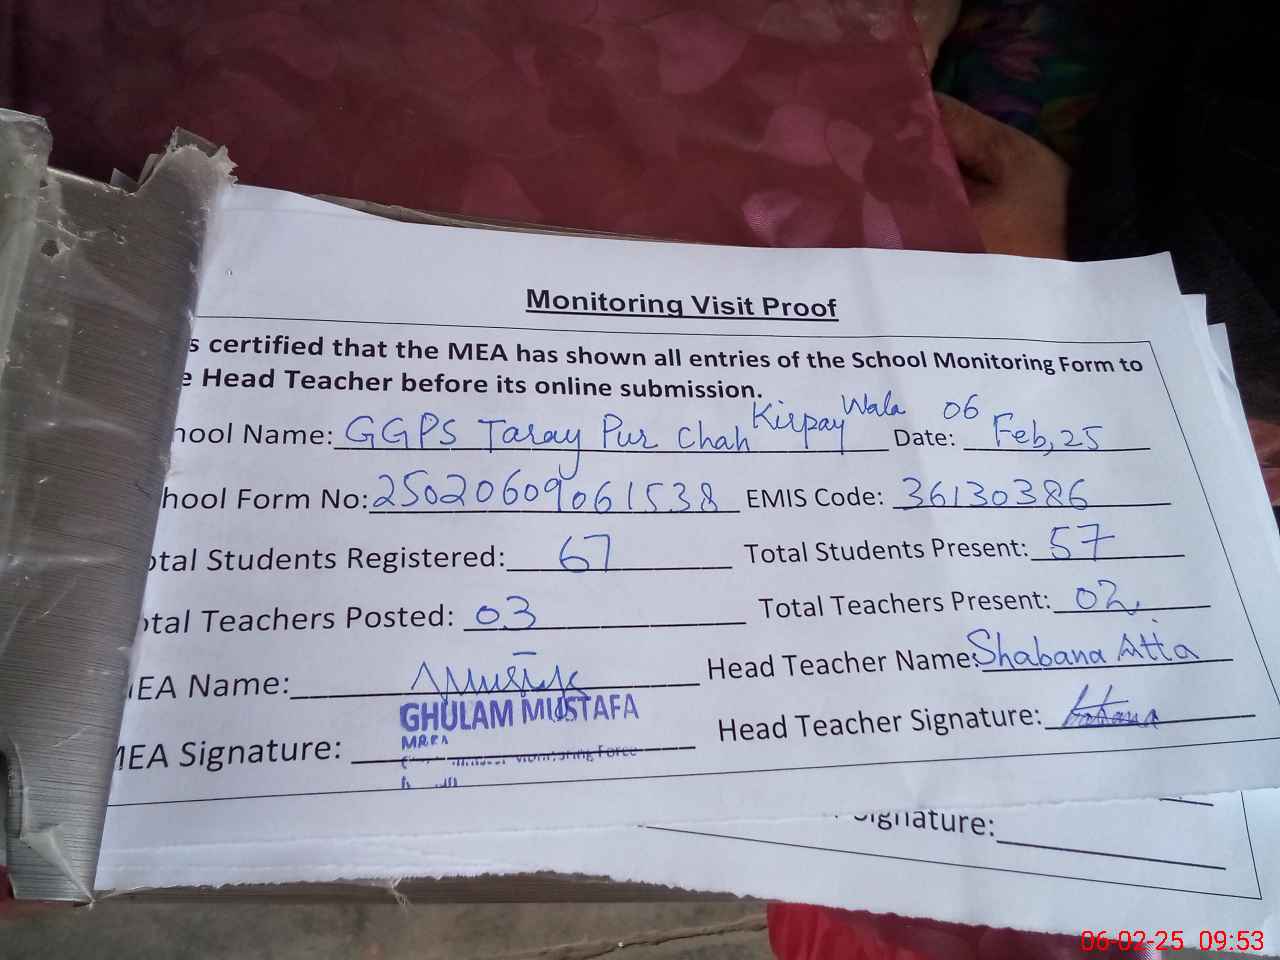 Monitoring Visit Proof
s certified that the MEA has shown all entries of the School Monitoring Form to
e Head Teacher before its online submission.
hool Name: GGPS Taray Pur Chah Kirpay Wala Date: 06 Feb, 25
hool Form No: 25020609061538 EMIS Code: 36130386
otal Students Registered: 67 Total Students Present: 57
otal Teachers Posted: 03 Total Teachers Present: 02
MEA Name: Head Teacher Name: Shabana Atta
GHULAM MUSTAFA
MEA Signature: Head Teacher Signature:
Monitoring Force
Signature:
06-02-25 09:53